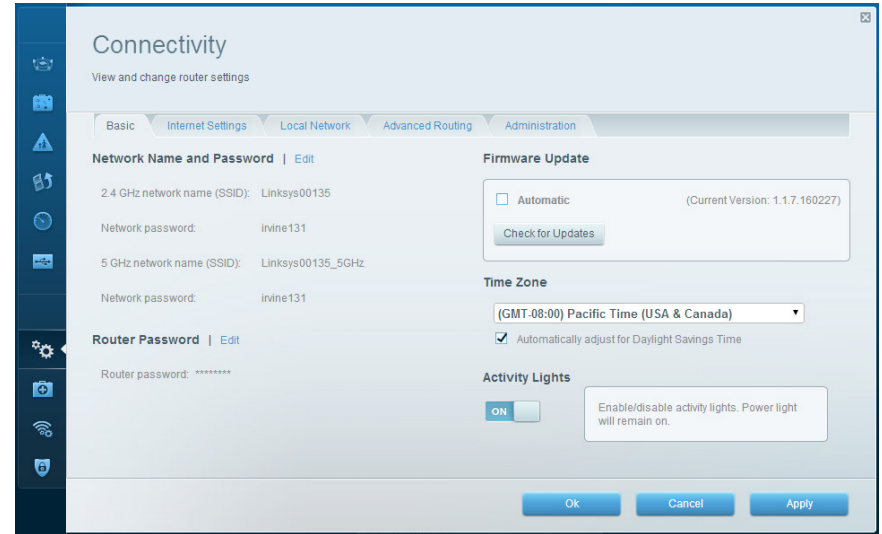 Connectivity
View and change router settings
Basic Internet Settings Local Network Advanced Routing Administration
Network Name and Password | Edit
2.4 GHz network name (SSID): Linksys00135
Network password: irvine131
5 GHz network name (SSID): Linksys00135_5GHz
Network password: irvine131
Router Password | Edit
Router password: ********
Firmware Update
Automatic (Current Version: 1.1.7.160227)
Check for Updates
Time Zone
(GMT-08:00) Pacific Time (USA & Canada)
Automatically adjust for Daylight Savings Time
Activity Lights
ON
Enable/disable activity lights. Power light
will remain on.
Ok Cancel Apply